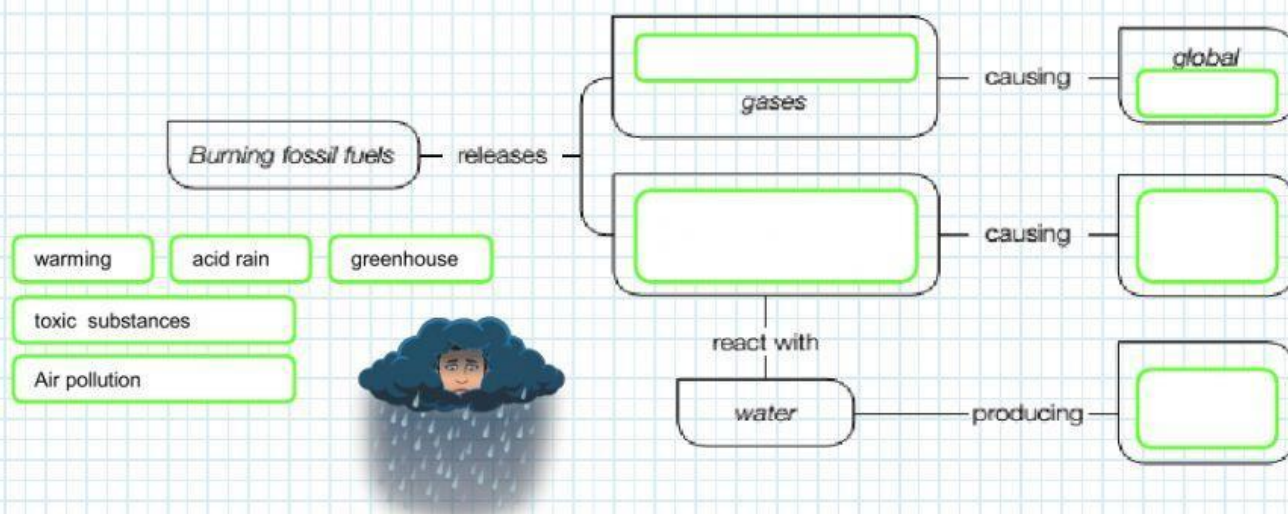 global
causing
gases
Burning fossil fuels
releases
causing
warming
acid rain
greenhouse
toxic substances
react with
Air pollution
water
producing